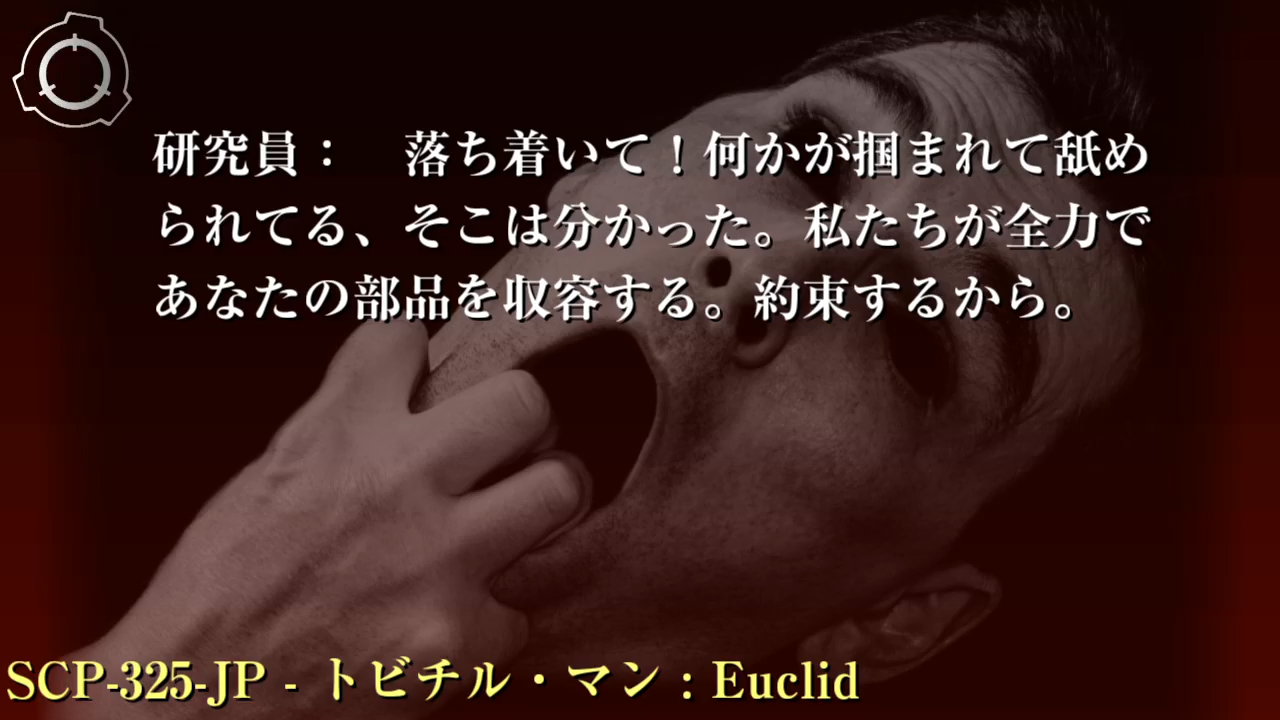 研究員：　落ち着いて！何かが掴まれて舐め
られてる、そこは分かった。私たちが全力で
あなたの部品を収容する。約束するから。
SCP-325-JP - トビチル・マン : Euclid